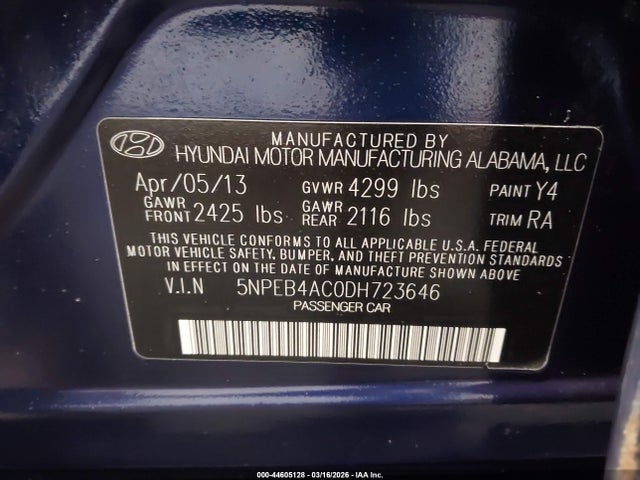 MANUFACTURED BY
HYUNDAI MOTOR MANUFACTURING ALABAMA, LLC
Apr/05/13 GVWR 4299 lbs PAINT Y4
GAWR FRONT 2425 lbs GAWR REAR 2116 lbs TRIM RA
THIS VEHICLE CONFORMS TO ALL APPLICABLE U.S.A. FEDERAL
MOTOR VEHICLE SAFETY, BUMPER, AND THEFT PREVENTION STANDARDS
IN EFFECT ON THE DATE OF MANUFACTURE SHOWN ABOVE
V.I.N 5NPEB4AC0DH723646
PASSENGER CAR
000-44605128 - 03/16/2026 - IAA Inc.